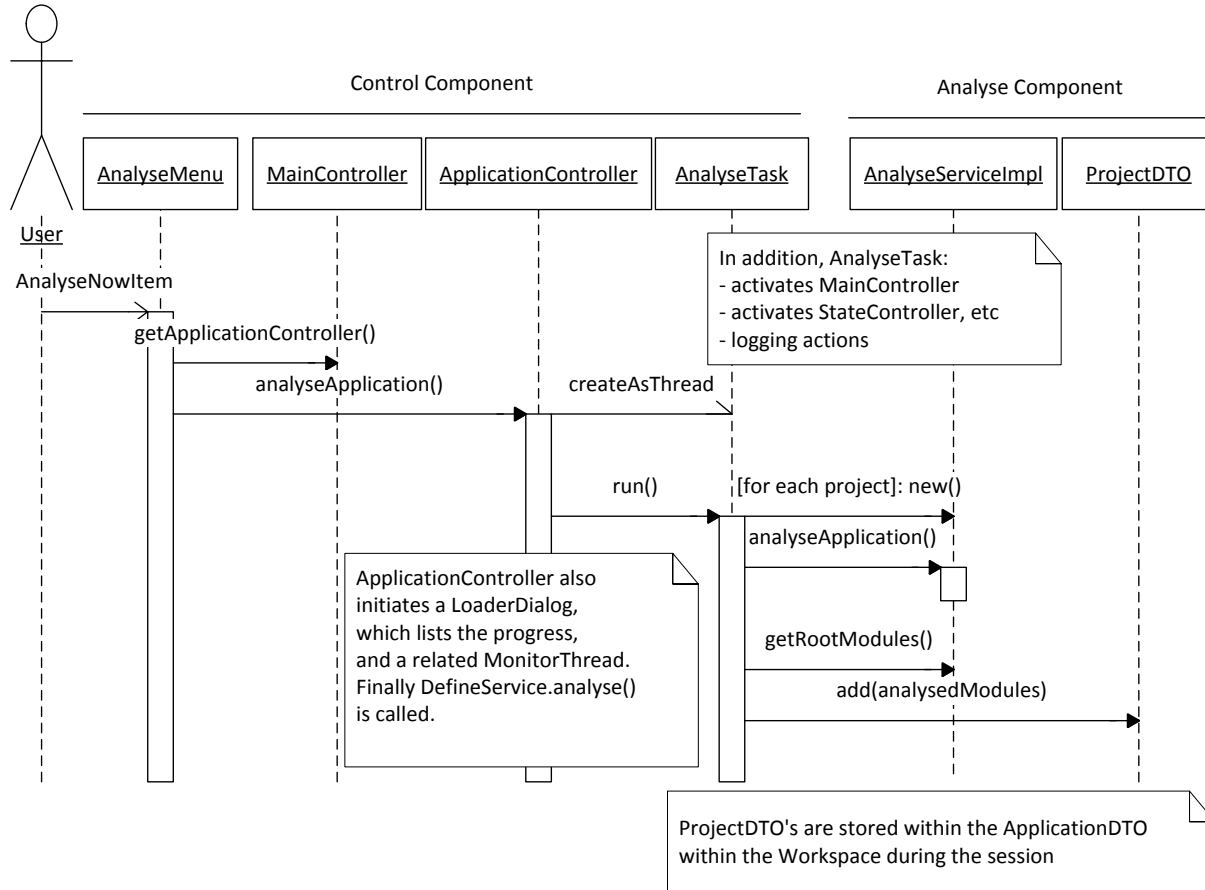 Control Component
Analyse Component
AnalyseMenu
MainController
ApplicationController
AnalyseTask
AnalyseServiceImpl
ProjectDTO
User
In addition, AnalyseTask:
- activates MainController
- activates StateController, etc
- logging actions
AnalyseNowItem
getApplicationController()
analyseApplication()
createAsThread
run()
[for each project]: new()
analyseApplication()
ApplicationController also
initiates a LoaderDialog,
which lists the progress,
and a related MonitorThread.
Finally DefineService.analyse()
is called.
getRootModules()
add(analysedModules)
ProjectDTO's are stored within the ApplicationDTO
within the Workspace during the session